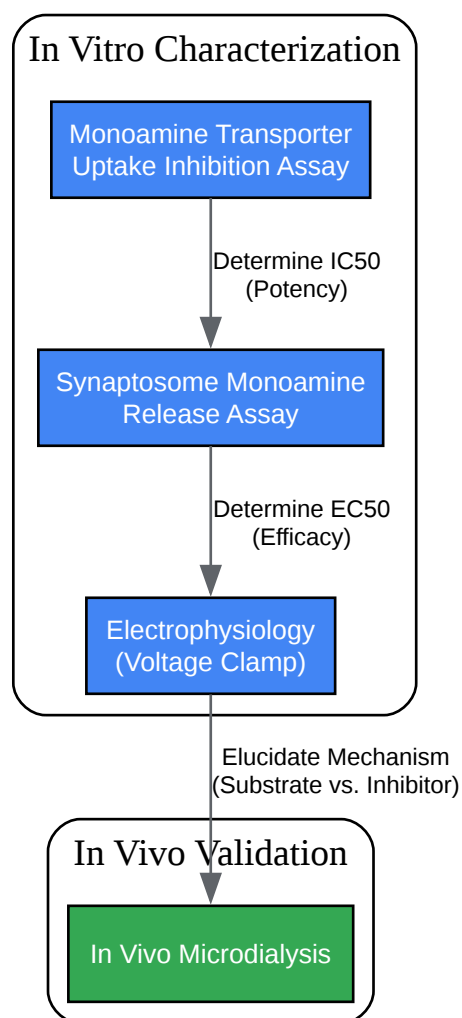 In Vitro Characterization
Monoamine Transporter
Uptake Inhibition Assay
Determine IC50
(Potency)
Synaptosome Monoamine
Release Assay
Determine EC50
(Efficacy)
Electrophysiology
(Voltage Clamp)
Elucidate Mechanism
(Substrate vs. Inhibitor)
In Vivo Validation
In Vivo Microdialysis